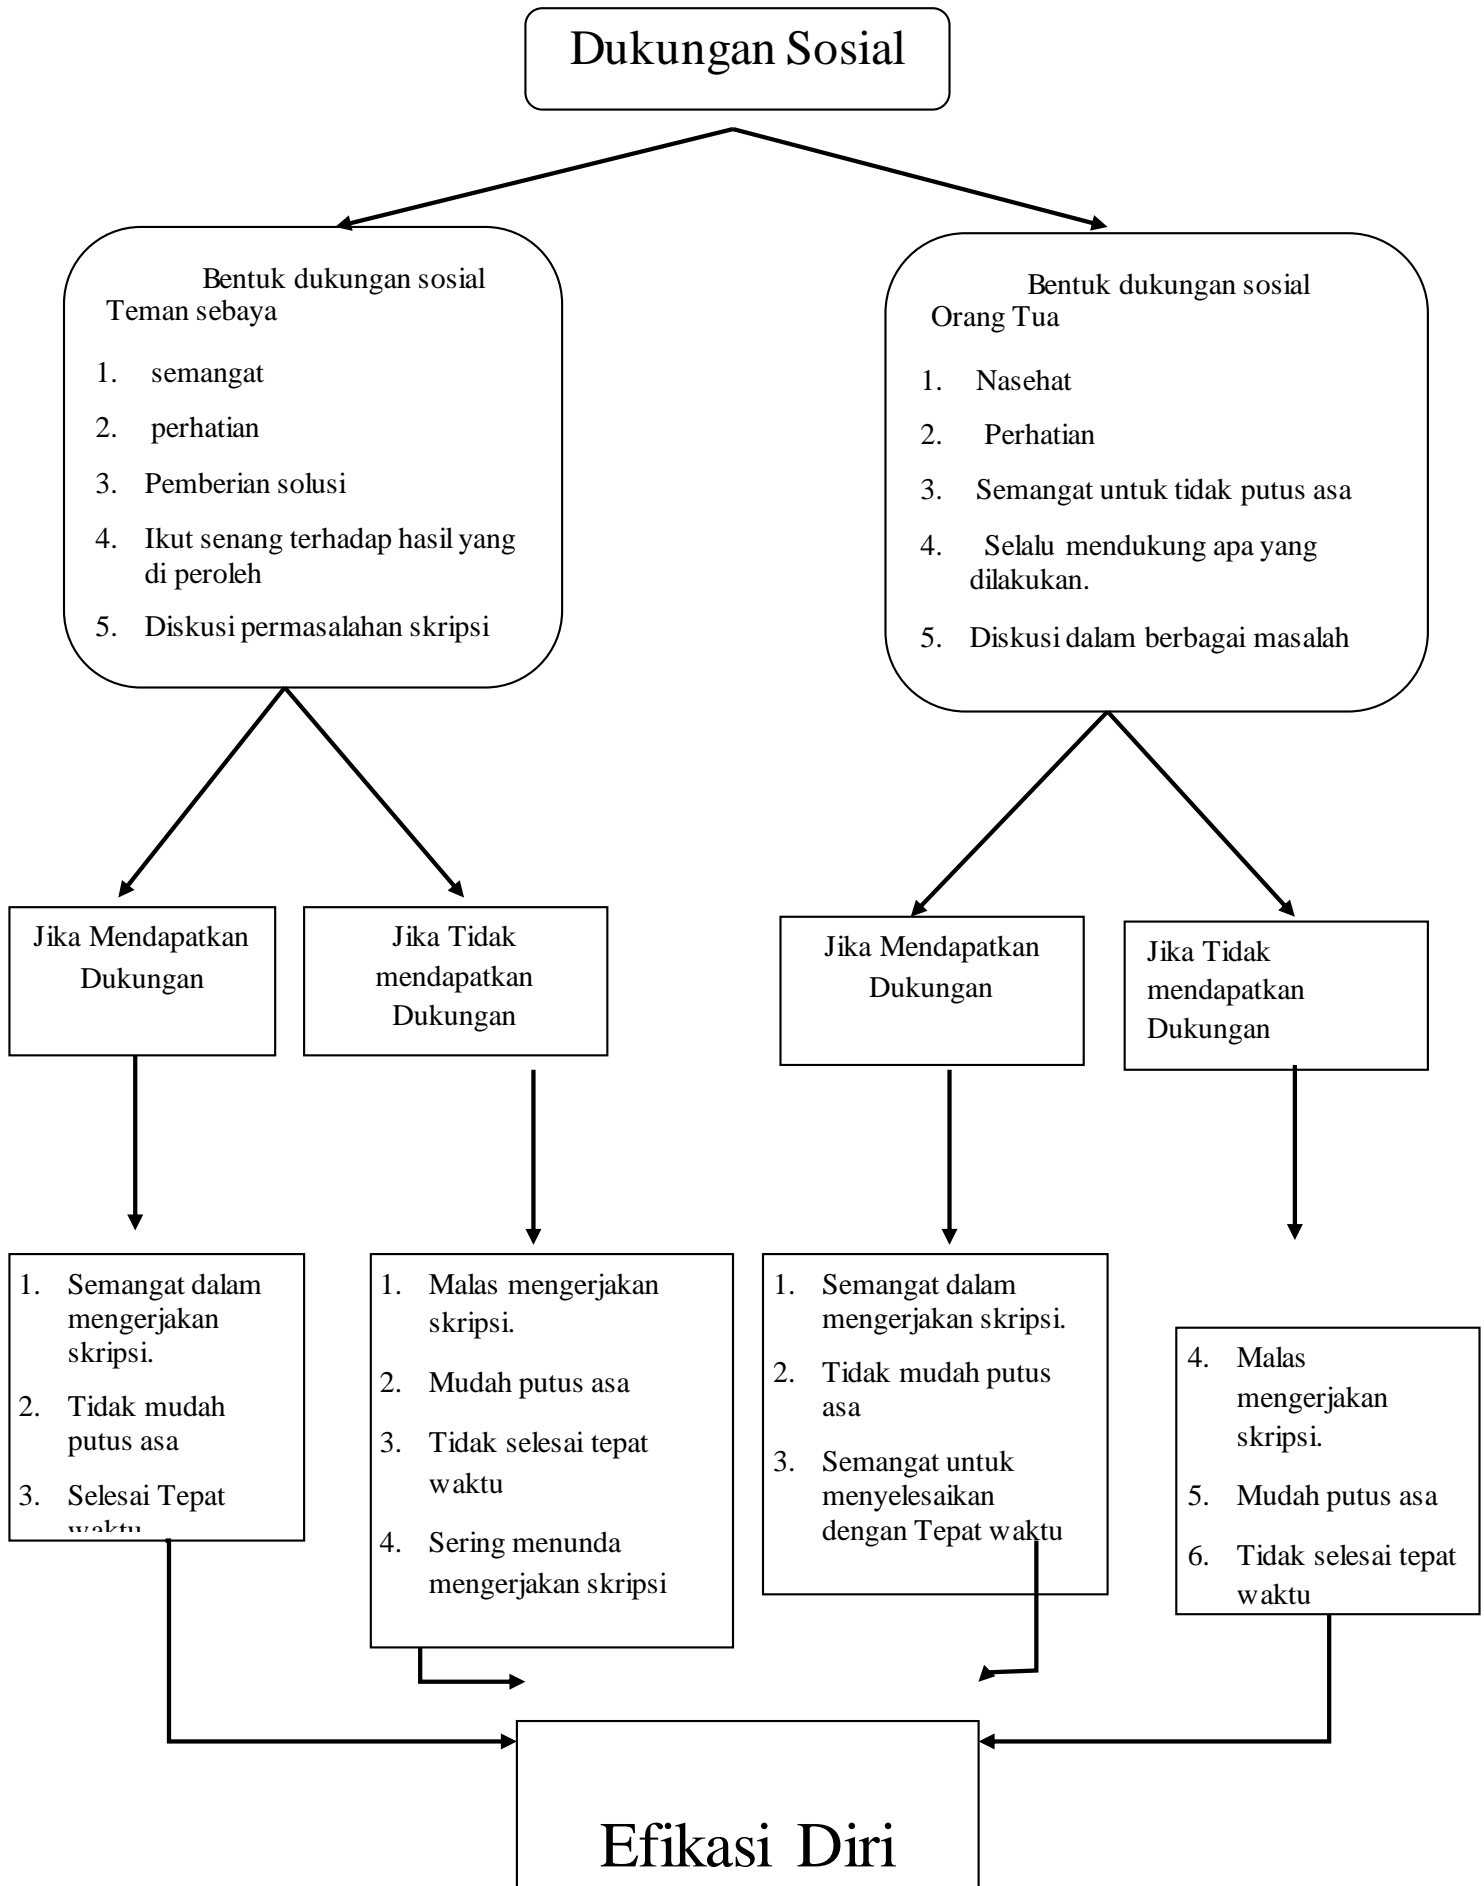 Dukungan Sosial
Bentuk dukungan sosial
Teman sebaya
1. semangat
2. perhatian
3. Pemberian solusi
4. Ikut senang terhadap hasil yang
di peroleh
5. Diskusi permasalahan skripsi
Bentuk dukungan sosial
Orang Tua
1. Nasehat
2. Perhatian
3. Semangat untuk tidak putus asa
4. Selalu mendukung apa yang
dilakukan.
5. Diskusi dalam berbagai masalah
Jika Mendapatkan
Dukungan
Jika Tidak
mendapatkan
Dukungan
Jika Mendapatkan
Dukungan
Jika Tidak
mendapatkan
Dukungan
1. Semangat dalam
mengerjakan
skripsi.
2. Tidak mudah
putus asa
3. Selesai Tepat
waktu
1. Malas mengerjakan
skripsi.
2. Mudah putus asa
3. Tidak selesai tepat
waktu
4. Sering menunda
mengerjakan skripsi
1. Semangat dalam
mengerjakan skripsi.
2. Tidak mudah putus
asa
3. Semangat untuk
menyelesaikan
dengan Tepat waktu
4. Malas
mengerjakan
skripsi.
5. Mudah putus asa
6. Tidak selesai tepat
waktu
Efikasi Diri